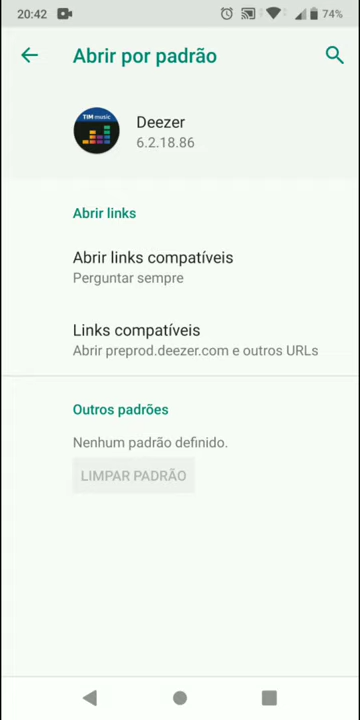 20:42
74%
Abrir por padrão
TIM music
Deezer
6.2.18.86
Abrir links
Abrir links compatíveis
Perguntar sempre
Links compatíveis
Abrir preprod.deezer.com e outros URLs
Outros padrões
Nenhum padrão definido.
LIMPAR PADRÃO